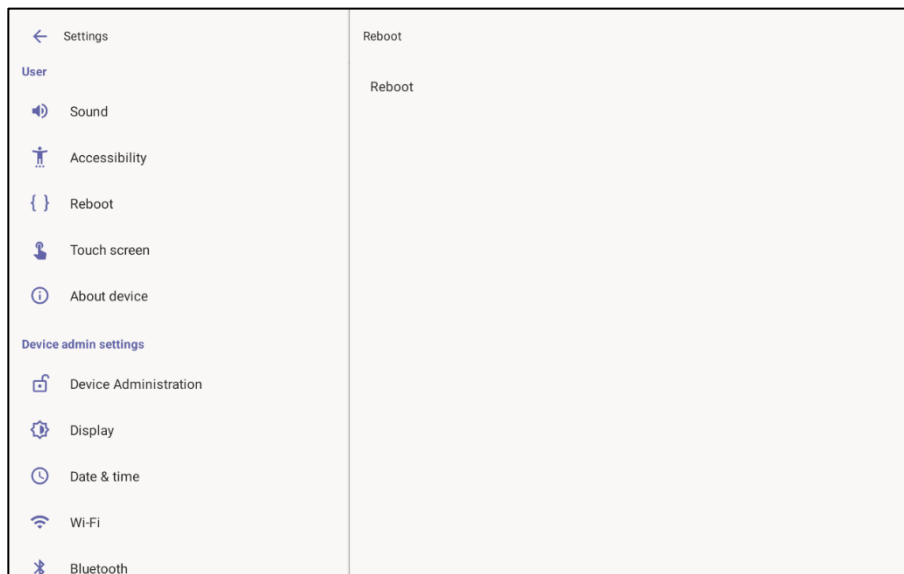 Settings
User
Sound
Accessibility
Reboot
Touch screen
About device
Device admin settings
Device Administration
Display
Date & time
Wi-Fi
Bluetooth
Reboot
Reboot